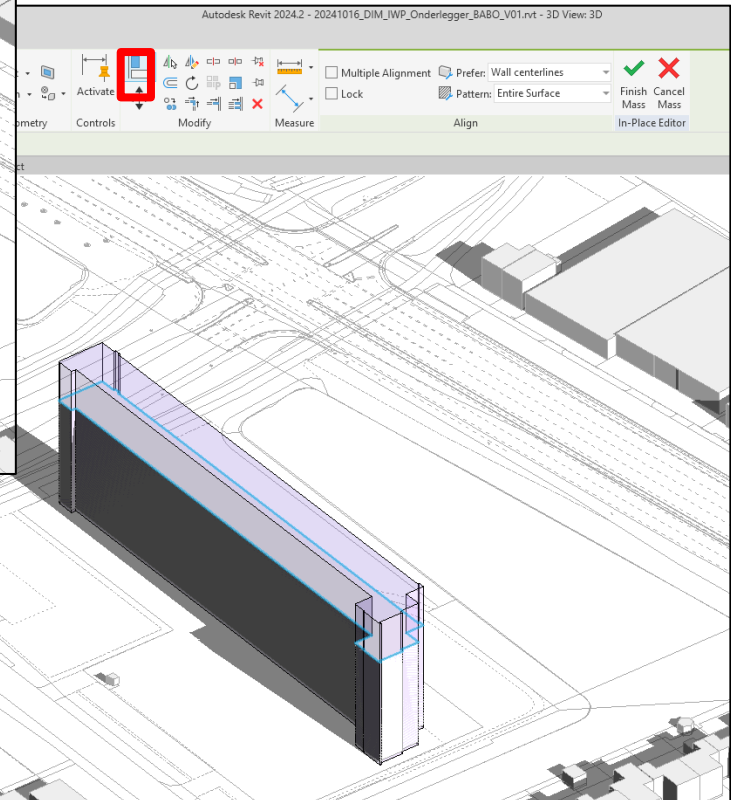 Autodesk Revit 2024.2 - 20241016_DIM_IWP_Onderlegger_BABO_V01.rvt - 3D View: 3D
Activate
Multiple Alignment
Prefer: Wall centerlines
Lock
Pattern: Entire Surface
Finish Mass
Cancel Mass
Controls
Modify
Measure
Align
In-Place Editor